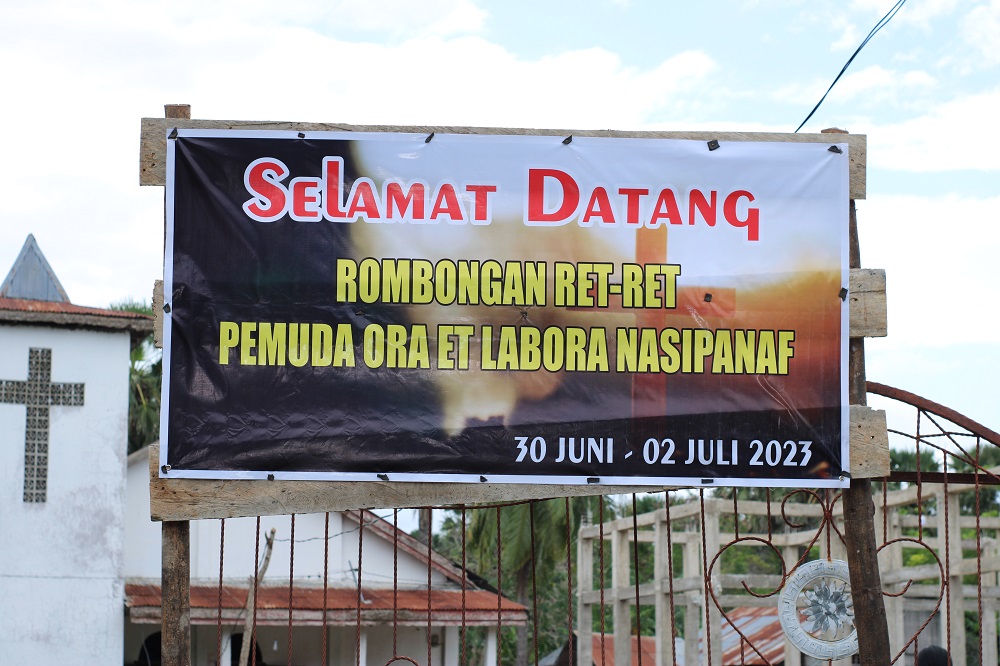 SELAMAT DATANG
ROMBONGAN RET-RET
PEMUDA ORA ET LABORA NASIPANAF
30 JUNI - 02 JULI 2023